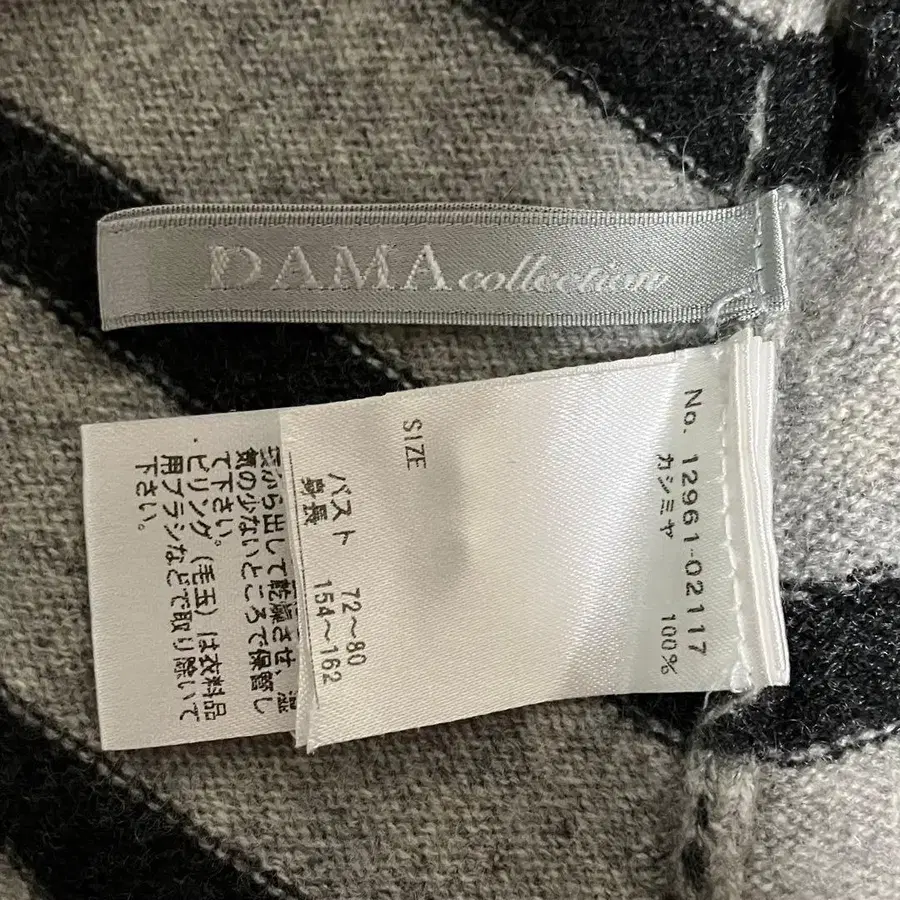 DAMA collection
No. 12961-02117
カシミヤ 100%
SIZE
バスト 72～80
身長 154～162
から出して乾燥させ、湿
気の少ないところで保管し
て下さい。
・ピリング(毛玉)は衣料品
用ブラシなどで取り除いて
下さい。